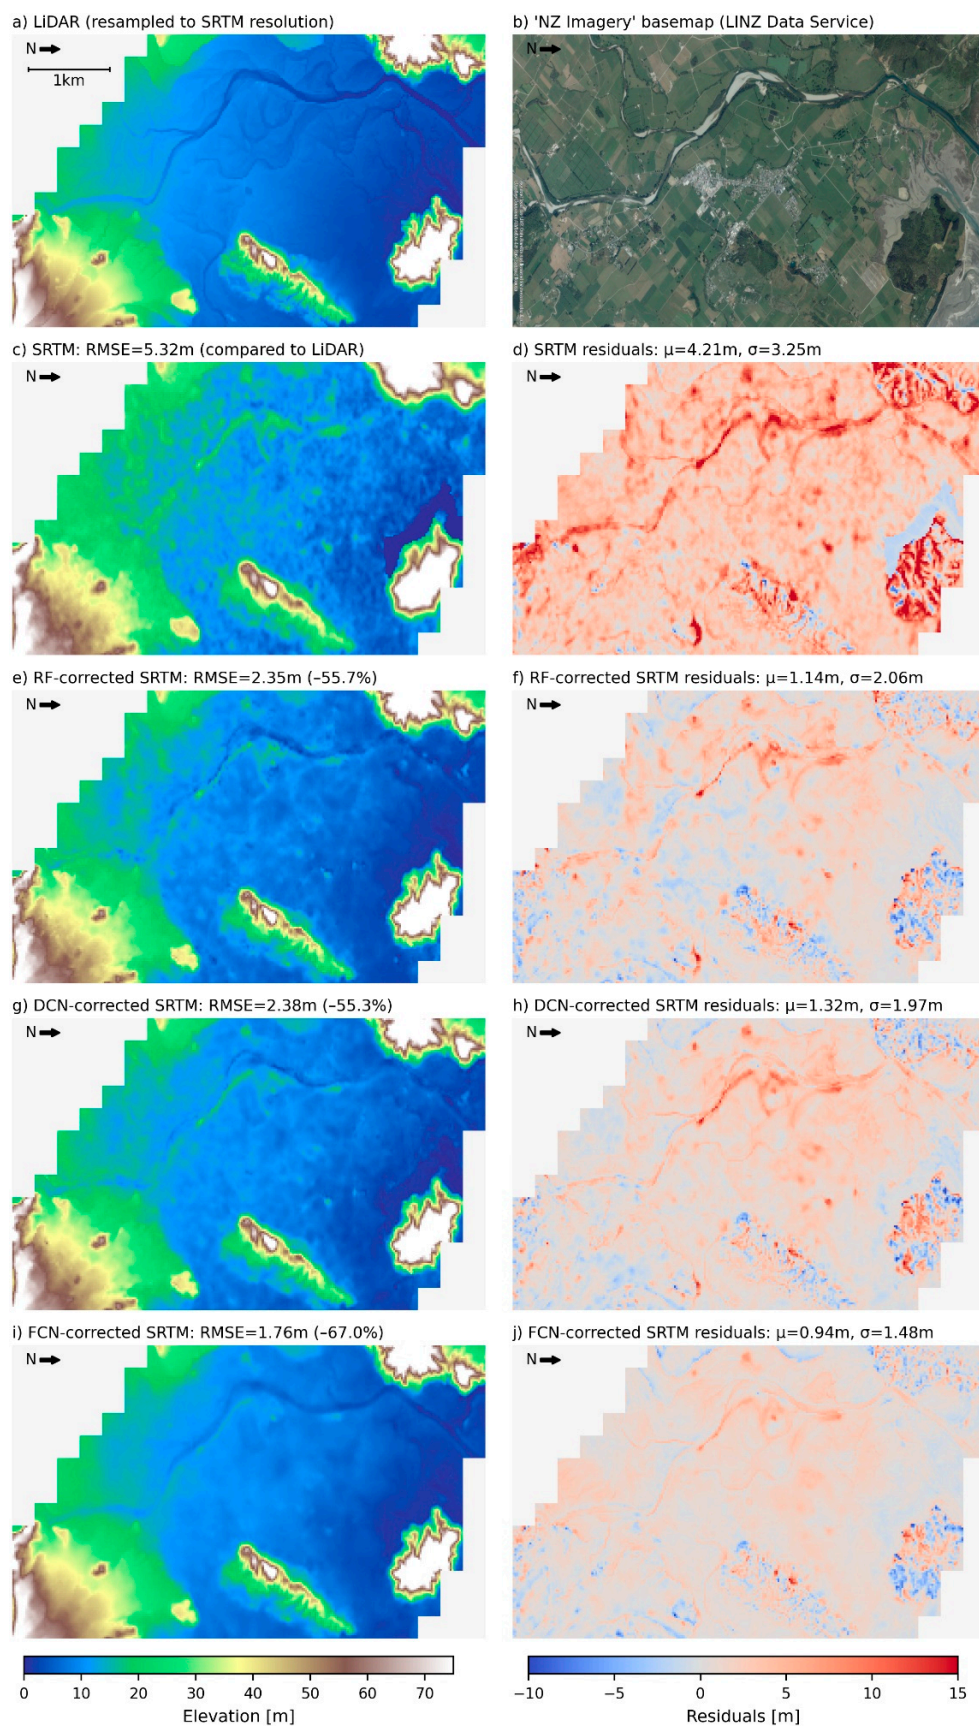 a) LiDAR (resampled to SRTM resolution)
b) 'NZ Imagery' basemap (LINZ Data Service)
N
1km
N
c) SRTM: RMSE=5.32m (compared to LiDAR)
d) SRTM residuals: μ=4.21m, σ=3.25m
N
N
e) RF-corrected SRTM: RMSE=2.35m (−55.7%)
f) RF-corrected SRTM residuals: μ=1.14m, σ=2.06m
N
N
g) DCN-corrected SRTM: RMSE=2.38m (−55.3%)
h) DCN-corrected SRTM residuals: μ=1.32m, σ=1.97m
N
N
i) FCN-corrected SRTM: RMSE=1.76m (−67.0%)
j) FCN-corrected SRTM residuals: μ=0.94m, σ=1.48m
N
N
0 10 20 30 40 50 60 70
Elevation [m]
−10 −5 0 5 10 15
Residuals [m]